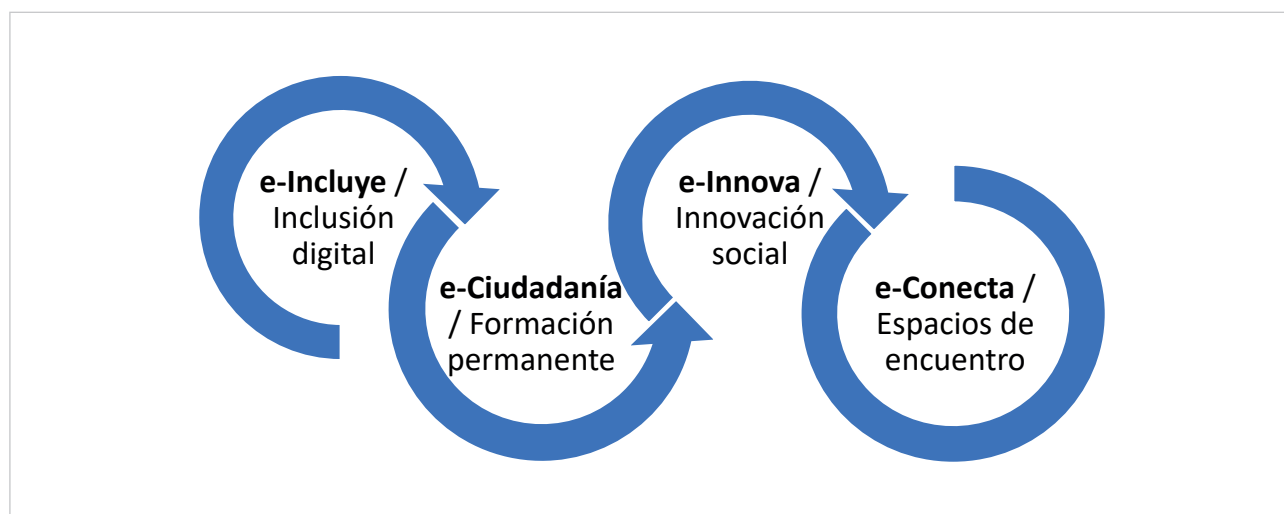 e-Incluye /
Inclusión
digital
e-Ciudadanía
/ Formación
permanente
e-Innova /
Innovación
social
e-Conecta /
Espacios de
encuentro